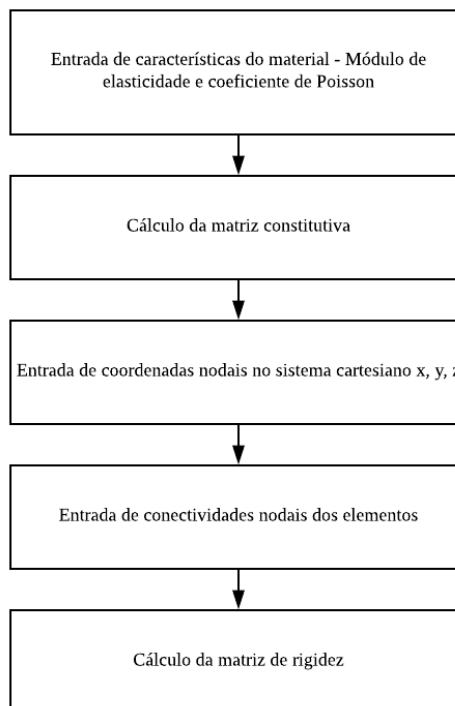 Entrada de características do material - Módulo de
elasticidade e coeficiente de Poisson
Cálculo da matriz constitutiva
Entrada de coordenadas nodais no sistema cartesiano x, y, z
Entrada de conectividades nodais dos elementos
Cálculo da matriz de rigidez